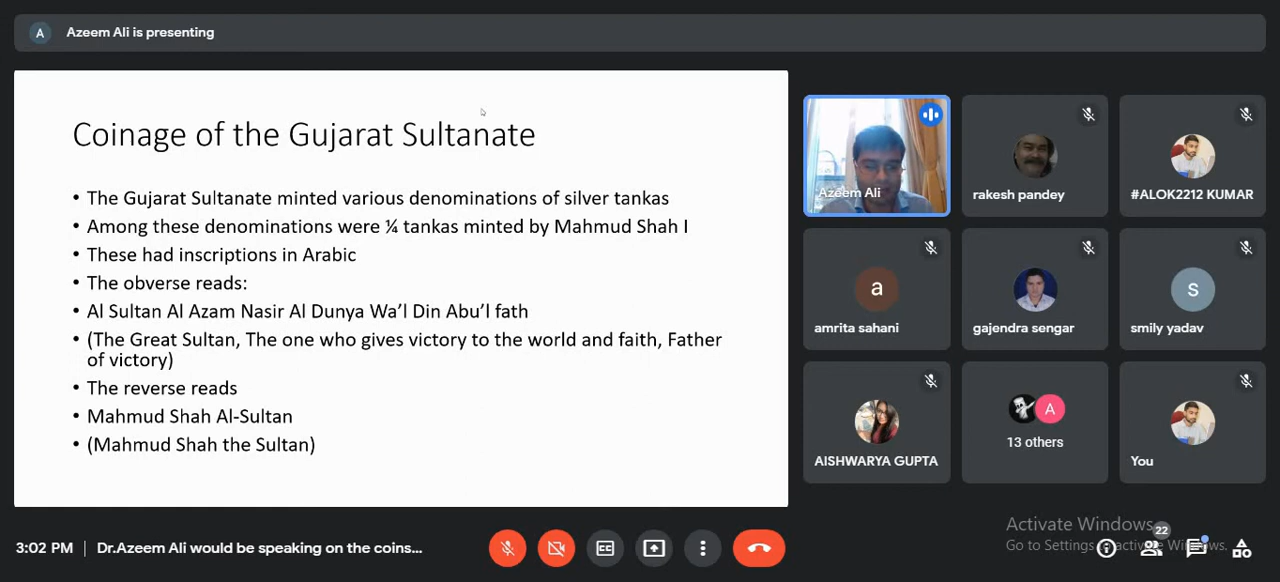 A Azeem Ali is presenting
Coinage of the Gujarat Sultanate
• The Gujarat Sultanate minted various denominations of silver tankas
• Among these denominations were ¼ tankas minted by Mahmud Shah I
• These had inscriptions in Arabic
• The obverse reads:
• Al Sultan Al Azam Nasir Al Dunya Wa'l Din Abu'l fath
• (The Great Sultan, The one who gives victory to the world and faith, Father
of victory)
• The reverse reads
• Mahmud Shah Al-Sultan
• (Mahmud Shah the Sultan)
Azeem Ali
rakesh pandey
#ALOK2212 KUMAR
a
amrita sahani
gajendra sengar
s
smily yadav
AISHWARYA GUPTA
A
13 others
You
Activate Windows
Go to Settings to activate Windows.
22
3:02 PM | Dr.Azeem Ali would be speaking on the coins...
CC